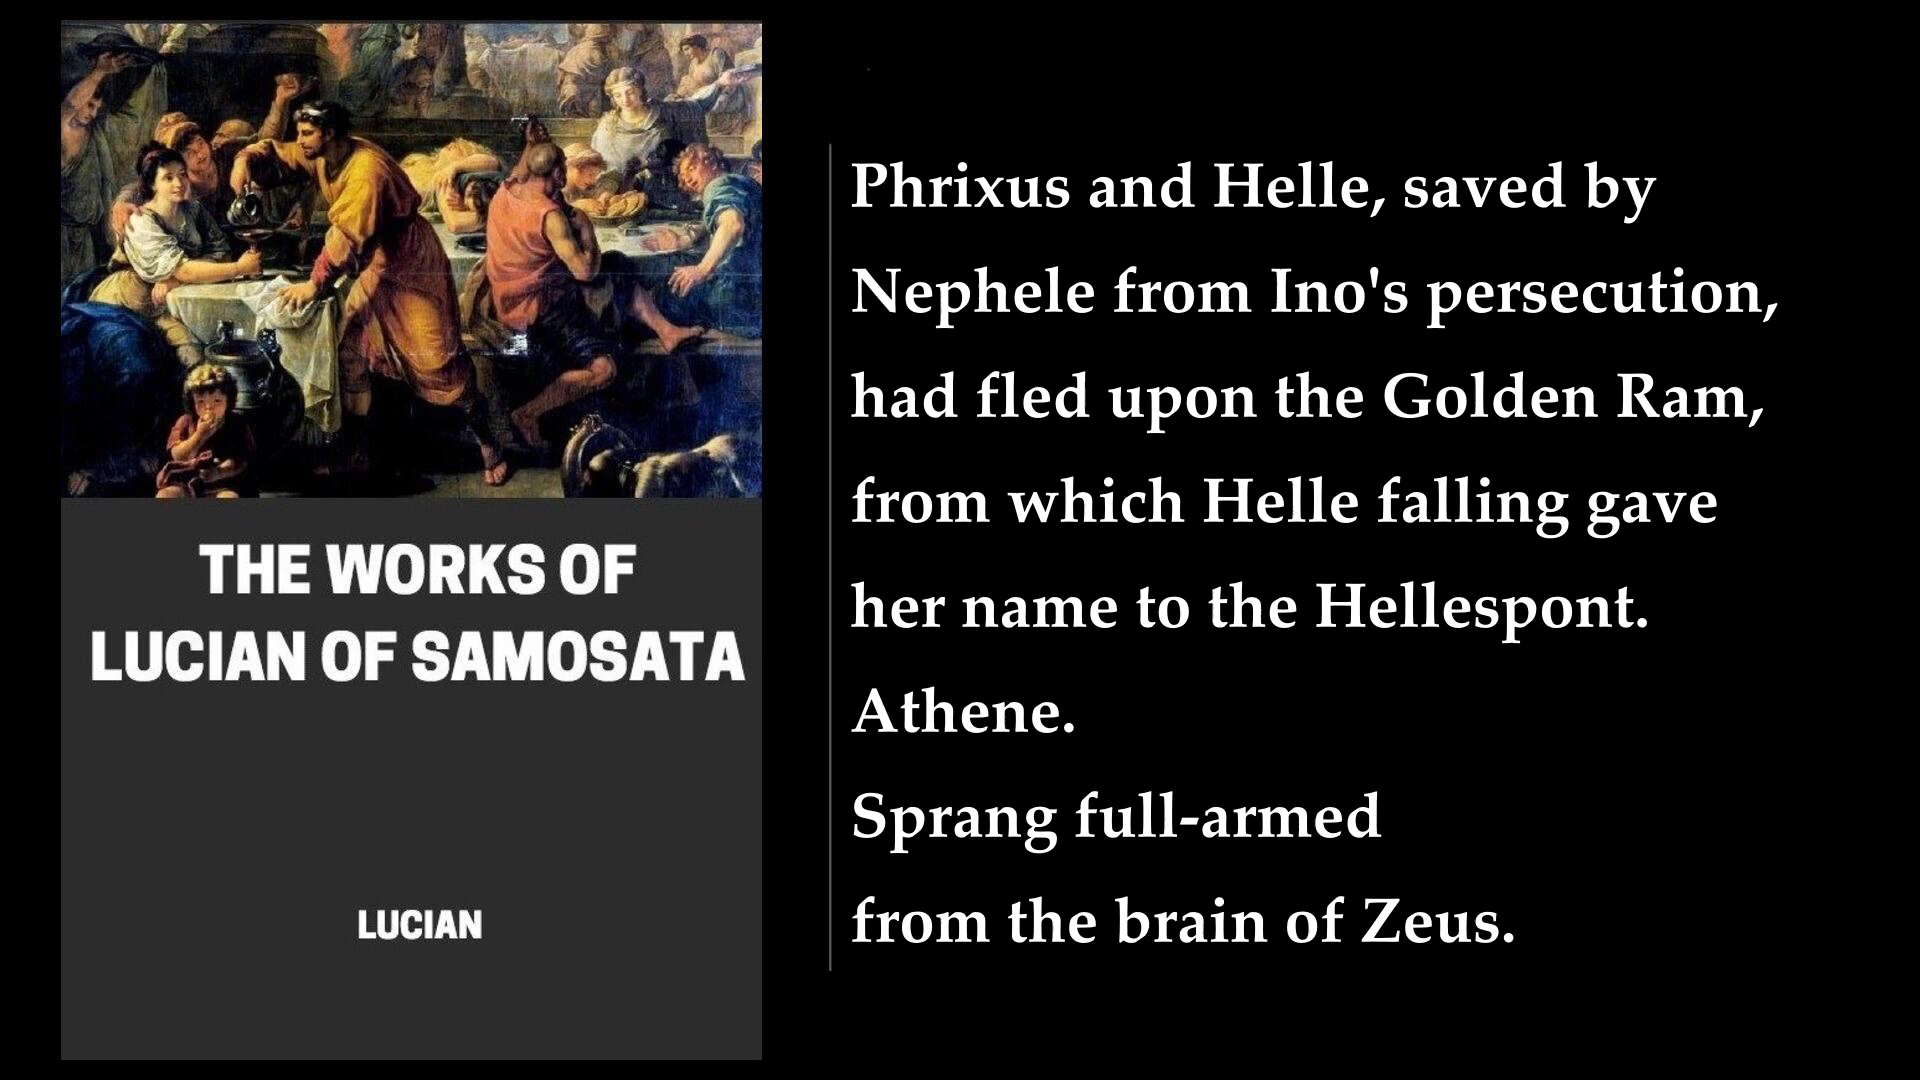 THE WORKS OF
LUCIAN OF SAMOSATA
LUCIAN
Phrixus and Helle, saved by
Nephele from Ino's persecution,
had fled upon the Golden Ram,
from which Helle falling gave
her name to the Hellespont.
Athene.
Sprang full-armed
from the brain of Zeus.